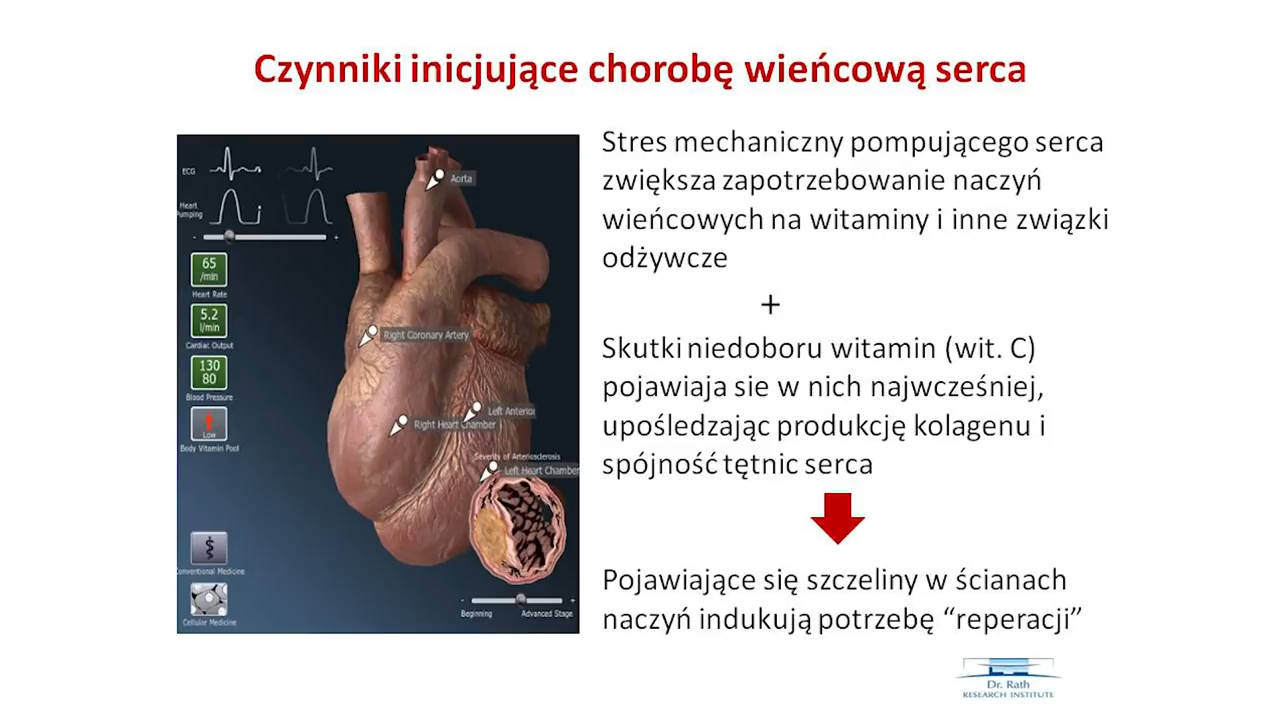 Czynniki inicjujące chorobę wieńcową serca
ECG
Heart
Pumping
- +
65
/min
Heart Rate
5.2
l/min
Cardiac Output
130
80
Blood Pressure
Low
Body Vitamin Pool
Conventional Medicine
Cellular Medicine
Aorta
Right Coronary Artery
Left Anterior
Right Heart Chamber
Severity of Arteriosclerosis
Left Heart Chamber
- +
Beginning Advanced Stage
Stres mechaniczny pompującego serca
zwiększa zapotrzebowanie naczyń
wieńcowych na witaminy i inne związki
odżywcze
+
Skutki niedoboru witamin (wit. C)
pojawiaja sie w nich najwcześniej,
upośledzając produkcję kolagenu i
spójność tętnic serca
Pojawiające się szczeliny w ścianach
naczyń indukują potrzebę “reperacji”
Dr. Rath
RESEARCH INSTITUTE